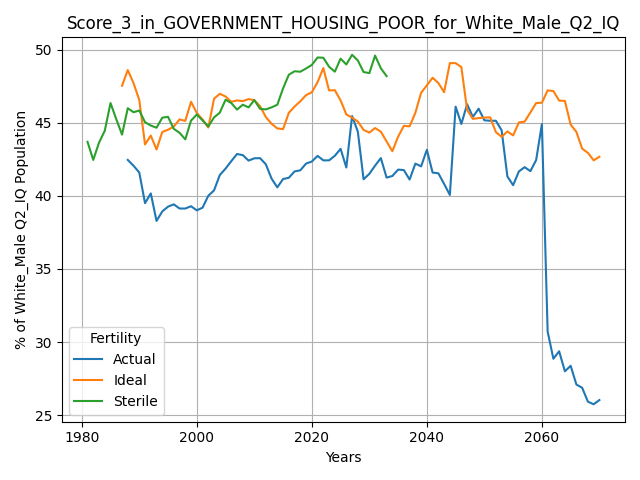 Score_3_in_GOVERNMENT_HOUSING_POOR_for_White_Male_Q2_IQ
% of White_Male Q2_IQ Population
50
45
40
35
30
25
Fertility
Actual
Ideal
Sterile
1980
2000
2020
2040
2060
Years